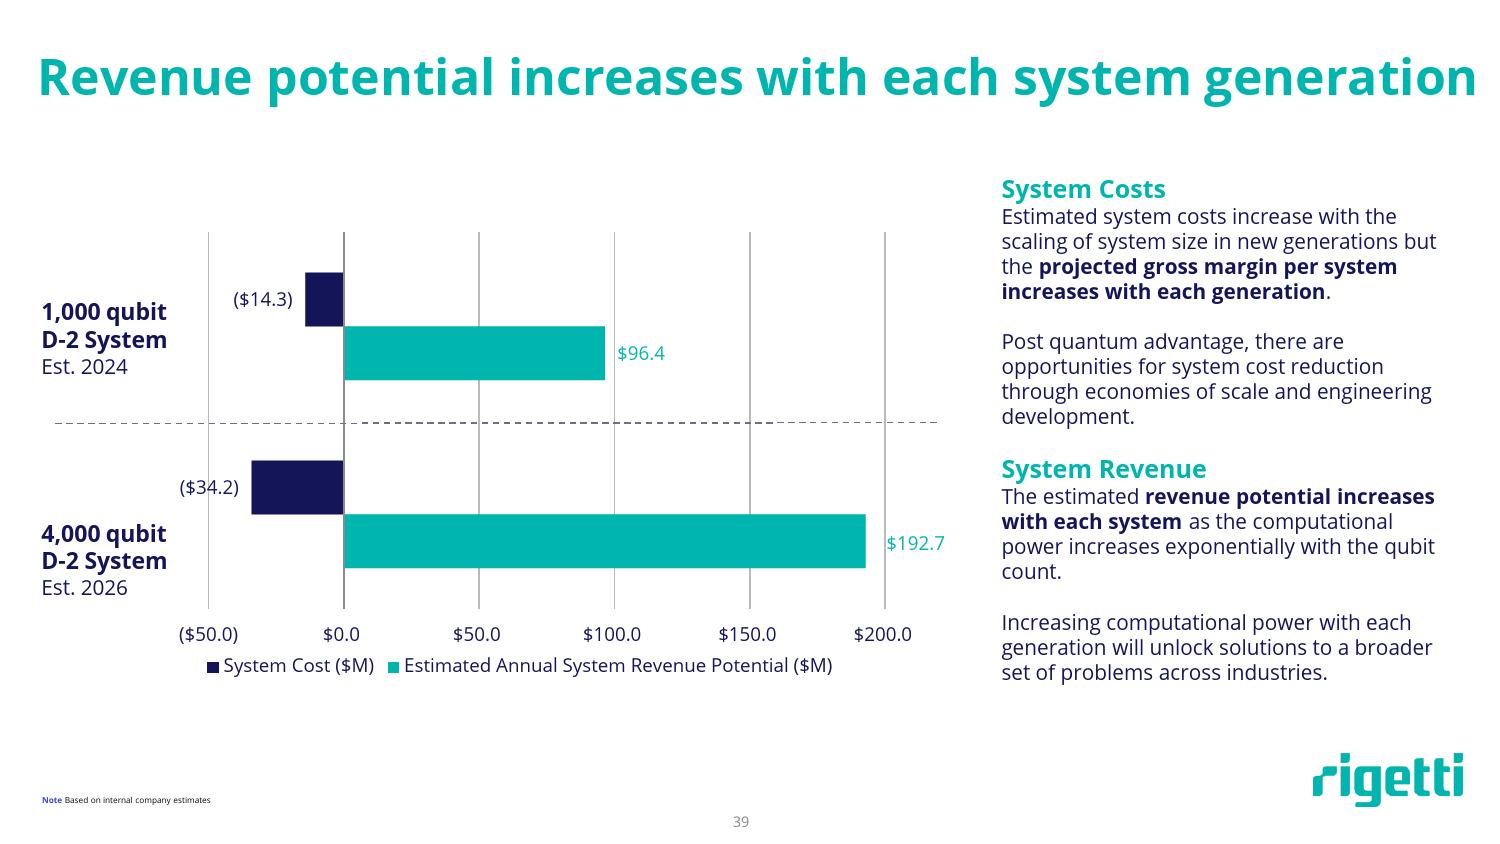 Revenue potential increases with each system generation
1,000 qubit
D-2 System
Est. 2024
($14.3)
$96.4
4,000 qubit
D-2 System
Est. 2026
($34.2)
$192.7
($50.0)
$0.0
$50.0
$100.0
$150.0
$200.0
System Cost ($M)
Estimated Annual System Revenue Potential ($M)
System Costs
Estimated system costs increase with the
scaling of system size in new generations but
the projected gross margin per system
increases with each generation.
Post quantum advantage, there are
opportunities for system cost reduction
through economies of scale and engineering
development.
System Revenue
The estimated revenue potential increases
with each system as the computational
power increases exponentially with the qubit
count.
Increasing computational power with each
generation will unlock solutions to a broader
set of problems across industries.
rigetti
Note Based on internal company estimates
39